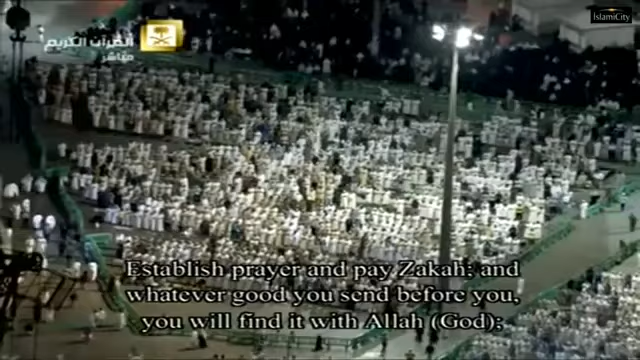 القرآن الكريم
مباشر
IslamiCity
Establish prayer and pay Zakah; and
whatever good you send before you,
you will find it with Allah (God);